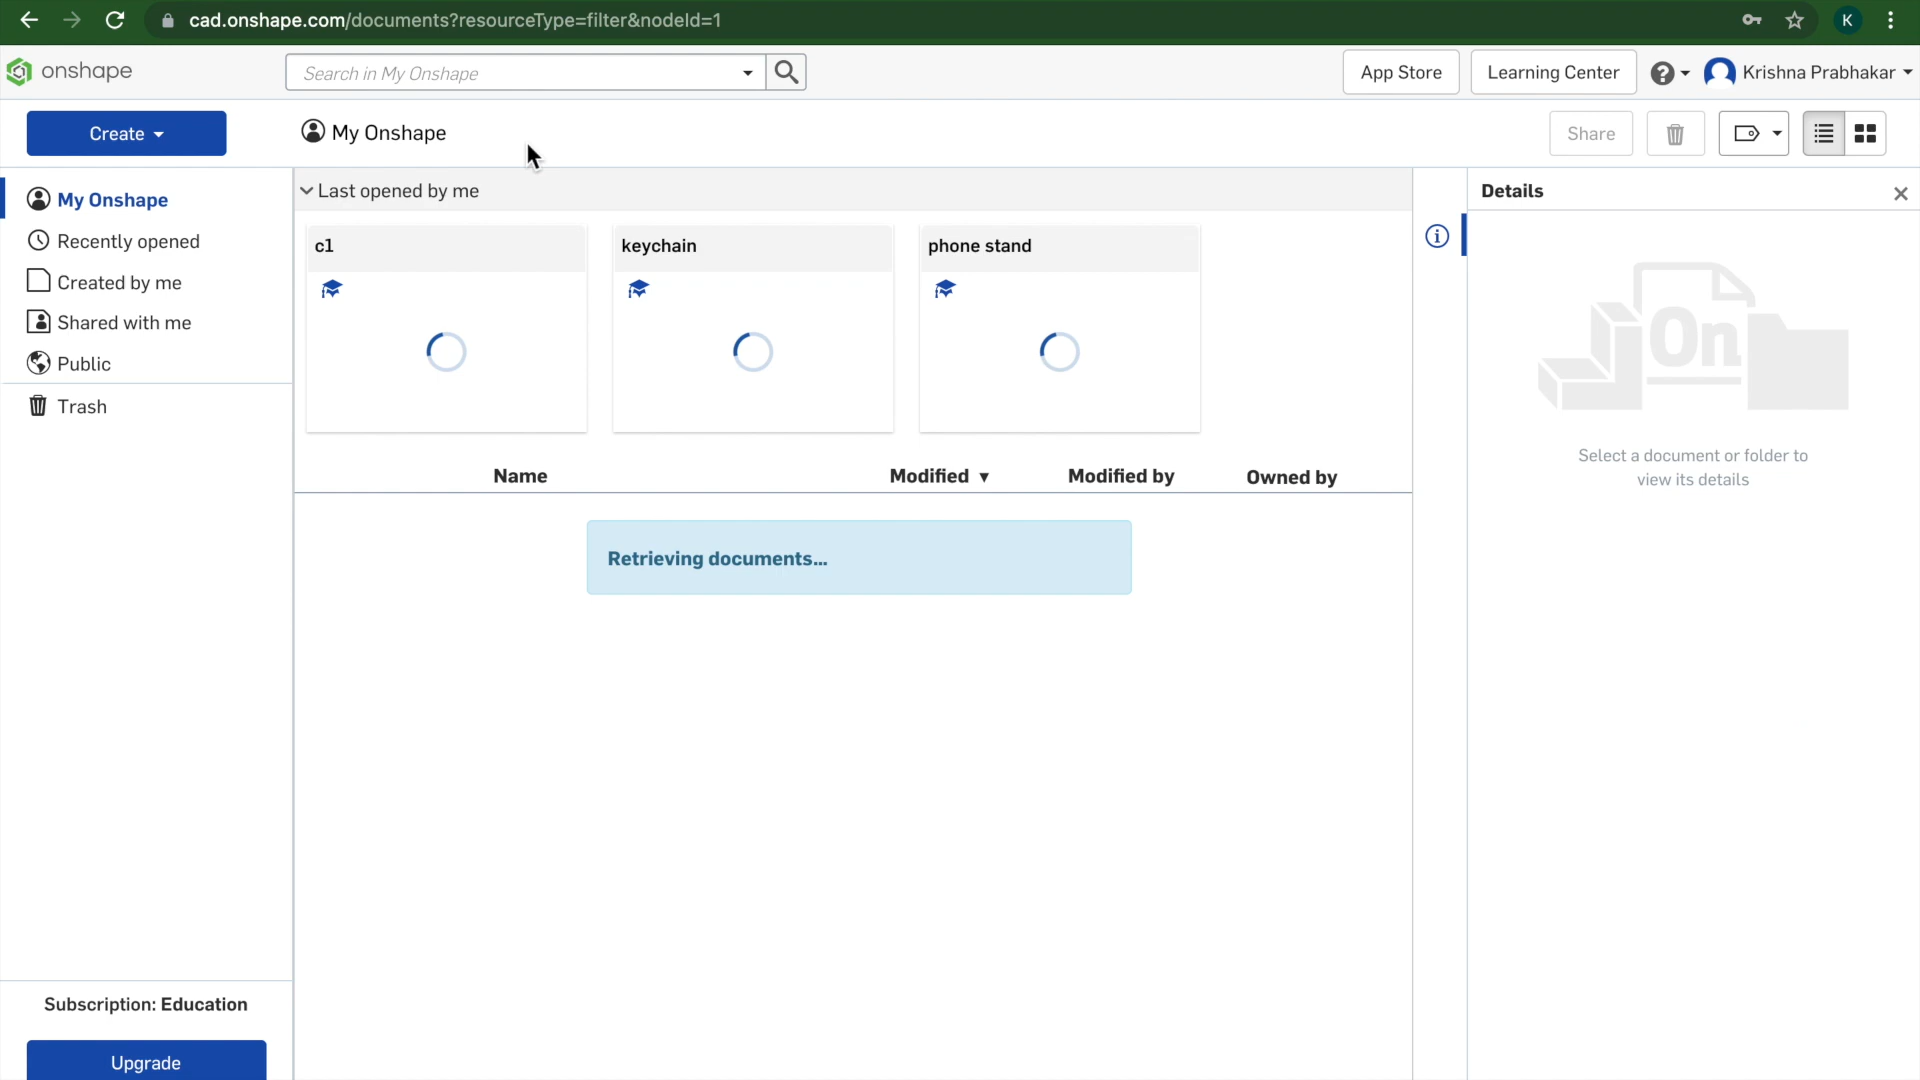 cad.onshape.com/documents?resourceType=filter&nodeId=1
K
onshape
Search in My Onshape
App Store
Learning Center
Krishna Prabhakar
Create
My Onshape
Share
My Onshape
Recently opened
Created by me
Shared with me
Public
Trash
Last opened by me
c1
keychain
phone stand
Name
Modified
Modified by
Owned by
Retrieving documents...
Details
On
Select a document or folder to
view its details
Subscription: Education
Upgrade